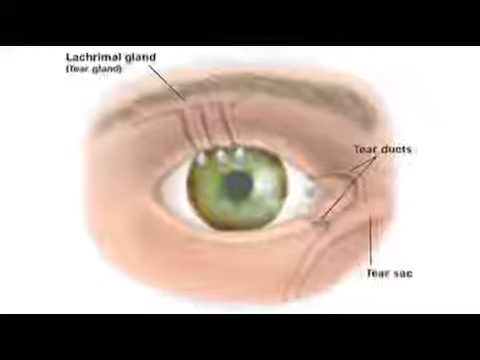 Lachrimal gland
(Tear gland)
Tear ducts
Tear sac